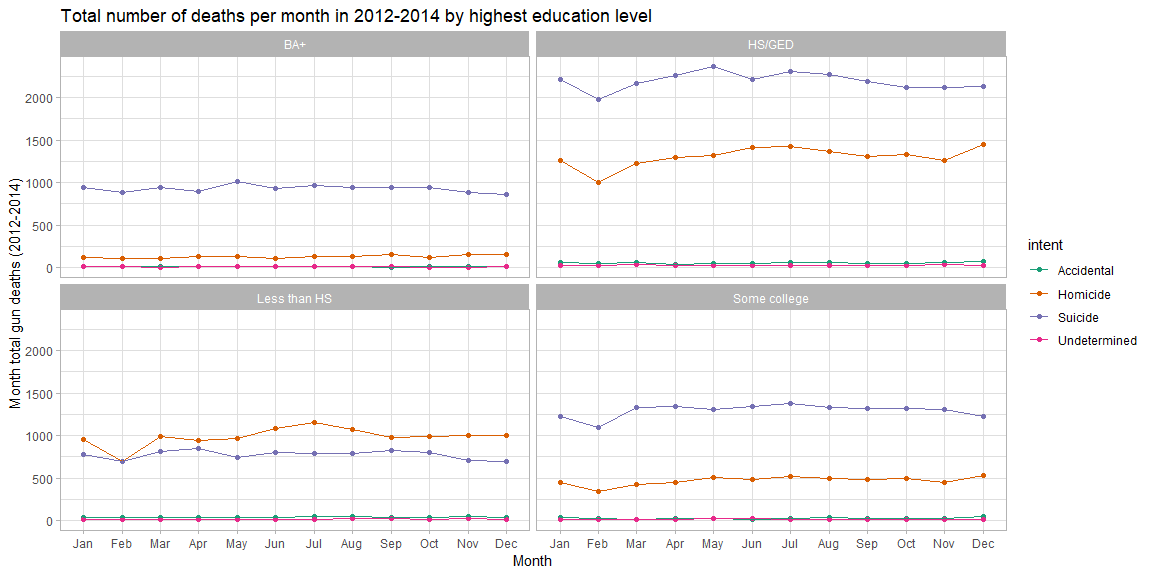 Total number of deaths per month in 2012-2014 by highest education level
BA+
HS/GED
2000
1500
1000
500
0
Less than HS
Some college
2000
1500
1000
500
0
Month total gun deaths (2012-2014)
Jan Feb Mar Apr May Jun Jul Aug Sep Oct Nov Dec
Jan Feb Mar Apr May Jun Jul Aug Sep Oct Nov Dec
Month
intent
Accidental
Homicide
Suicide
Undetermined